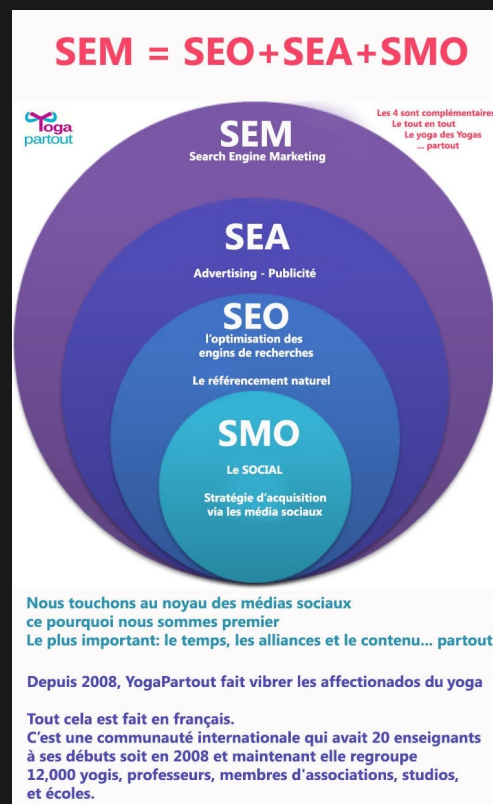 SEM = SEO+SEA+SMO
Yoga
partout
Les 4 sont complémentaires
Le tout en tout
Le yoga des Yogas
... partout
SEM
Search Engine Marketing
SEA
Advertising - Publicité
SEO
l'optimisation des
engins de recherches
Le référencement naturel
SMO
Le SOCIAL
Stratégie d'acquisition
via les média sociaux
Nous touchons au noyau des médias sociaux
ce pourquoi nous sommes premier
Le plus important: le temps, les alliances et le contenu... partout
Depuis 2008, YogaPartout fait vibrer les affectionados du yoga
Tout cela est fait en français.
C'est une communauté internationale qui avait 20 enseignants
à ses débuts soit en 2008 et maintenant elle regroupe
12,000 yogis, professeurs, membres d'associations, studios,
et écoles.